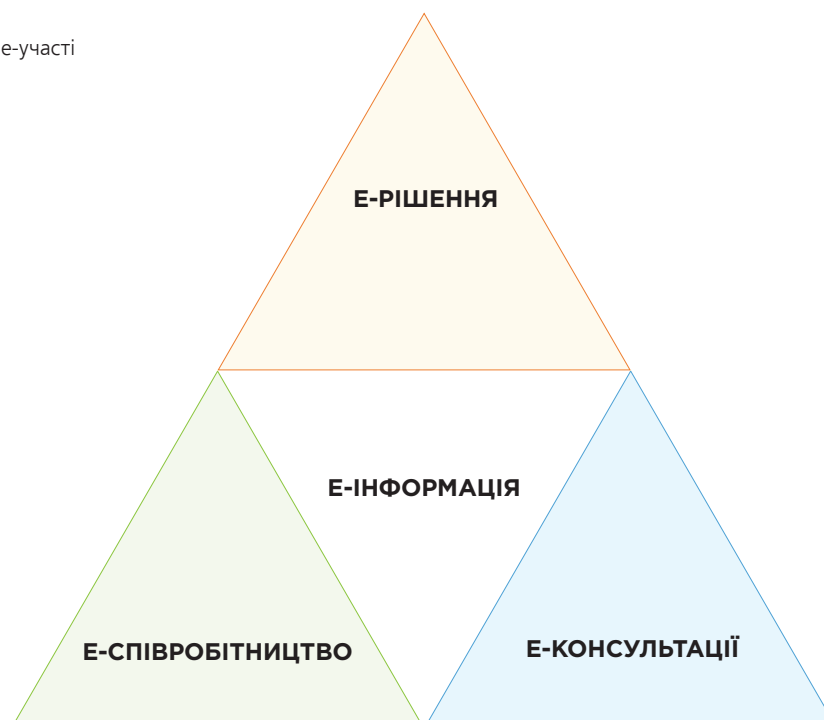 е-участі
Е-РІШЕННЯ
Е-ІНФОРМАЦІЯ
Е-СПІВРОБІТНИЦТВО
Е-КОНСУЛЬТАЦІЇ